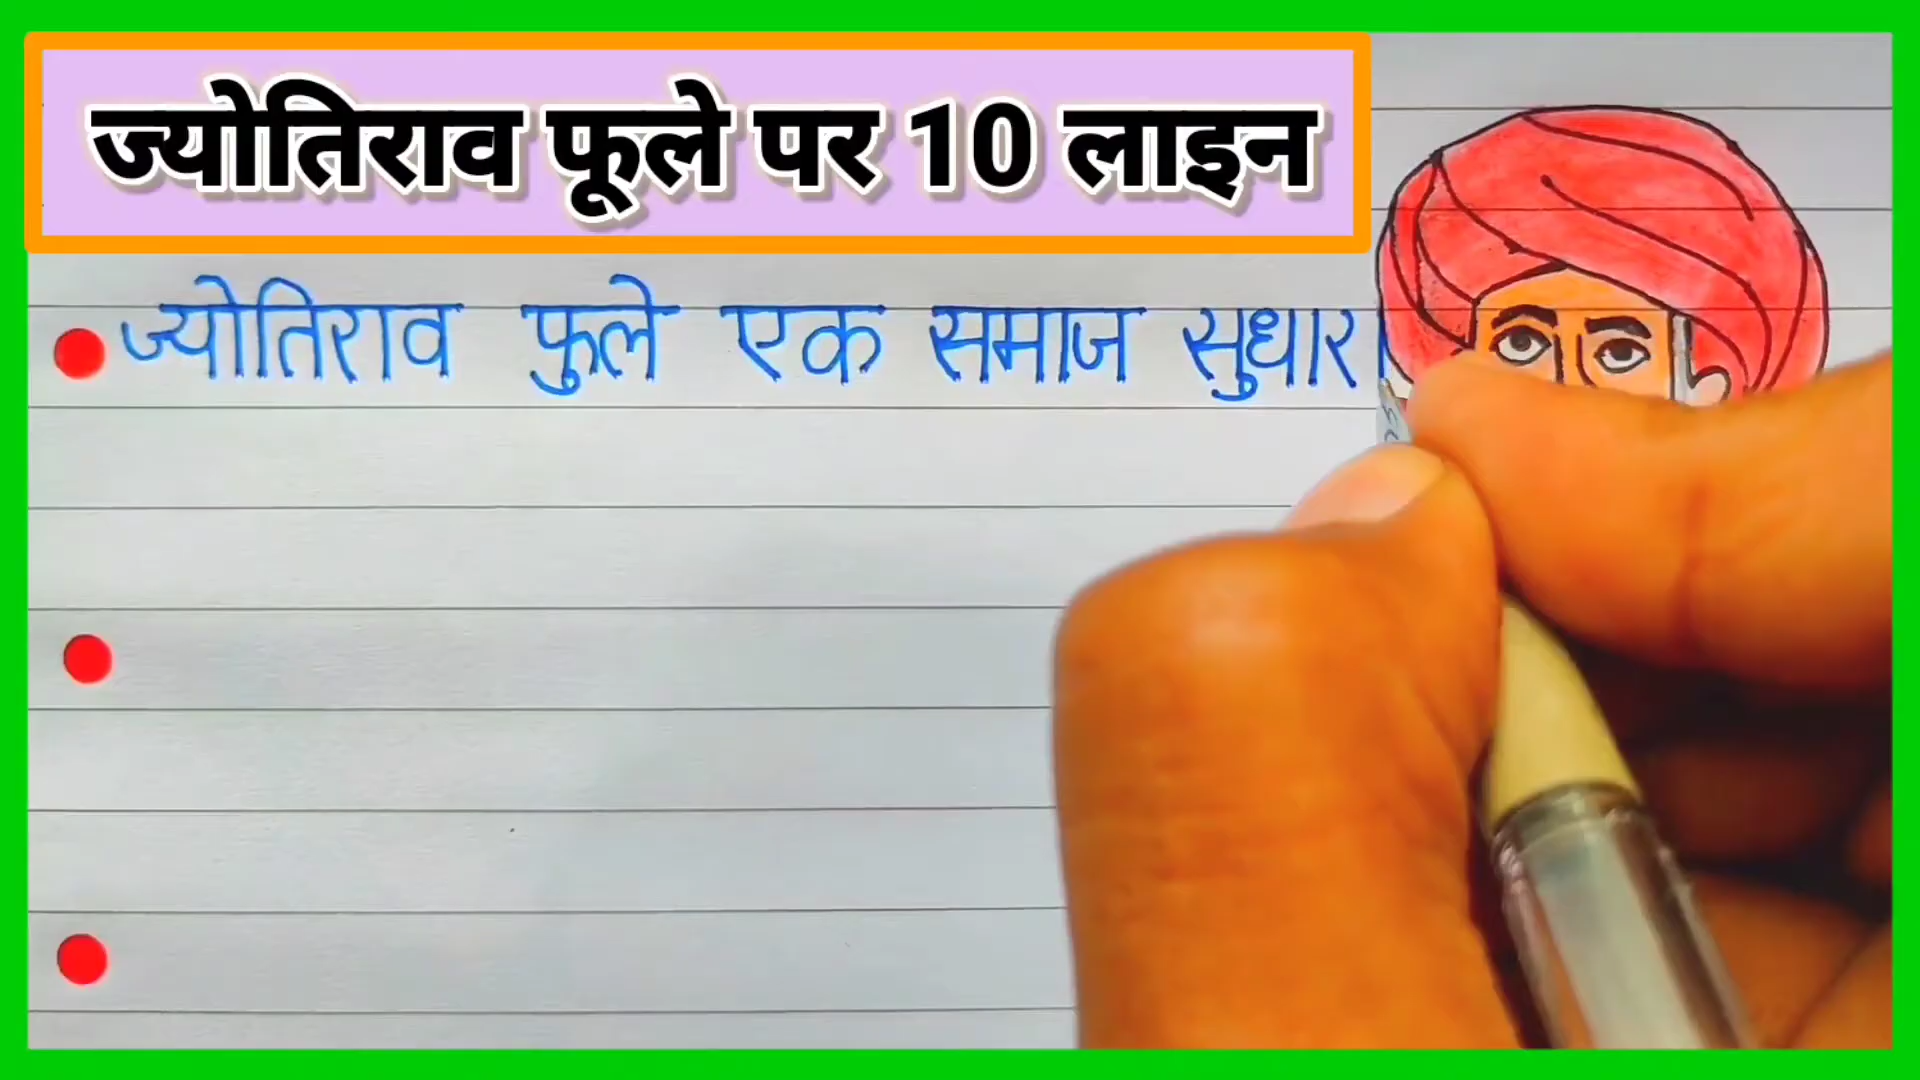 ज्योतिराव फूले पर 10 लाइन
ज्योतिराव फुले एक समाज सुधार